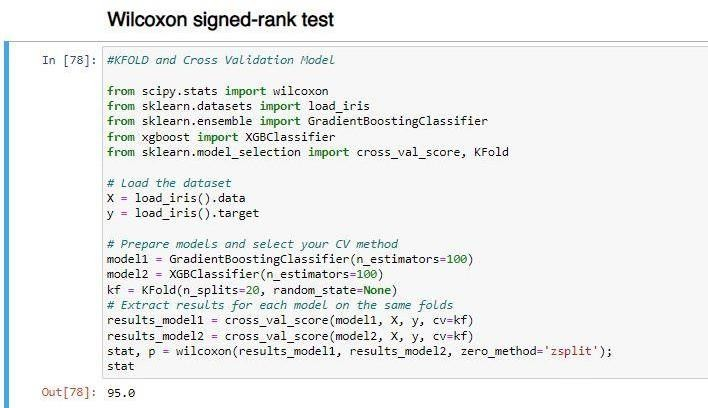 Wilcoxon signed-rank test
In [78]: #KFOLD and Cross Validation Model
from scipy.stats import wilcoxon
from sklearn.datasets import load_iris
from sklearn.ensemble import GradientBoostingClassifier
from xgboost import XGBClassifier
from sklearn.model_selection import cross_val_score, KFold
# Load the dataset
X = load_iris().data
y = load_iris().target
# Prepare models and select your CV method
model1 = GradientBoostingClassifier(n_estimators=100)
model2 = XGBClassifier(n_estimators=100)
kf = KFold(n_splits=20, random_state=None)
# Extract results for each model on the same folds
results_model1 = cross_val_score(model1, X, y, cv=kf)
results_model2 = cross_val_score(model2, X, y, cv=kf)
stat, p = wilcoxon(results_model1, results_model2, zero_method='zsplit');
stat
Out[78]: 95.0